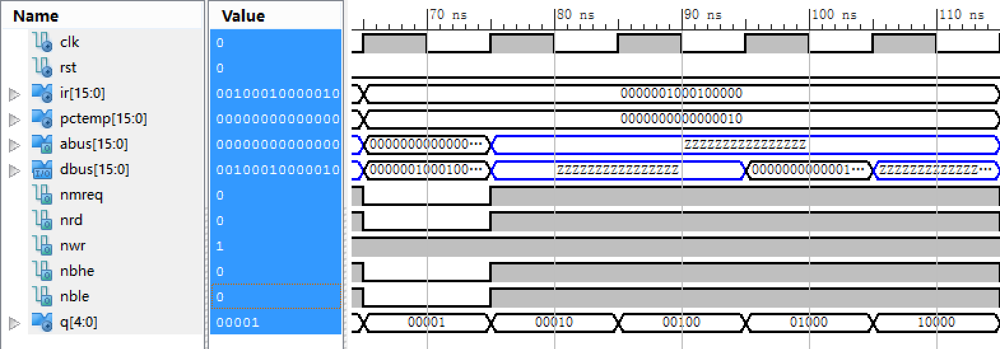 Name Value 70 ns 80 ns 90 ns 100 ns 110 ns
clk 0
rst 0
ir[15:0] 00100010000010 0000001000100000
pctemp[15:0] 00000000000000 0000000000000010
abus[15:0] 00000000000000 0000000000000··· ZZZZZZZZZZZZZZZZ
I/O dbus[15:0] 00100010000010 0000001000100··· ZZZZZZZZZZZZZZZZ 0000000000001··· ZZZZZZZZZZZZZ···
nmreq 0
nrd 0
nwr 1
nbhe 0
nble 0
q[4:0] 00001 00001 00010 00100 01000 10000